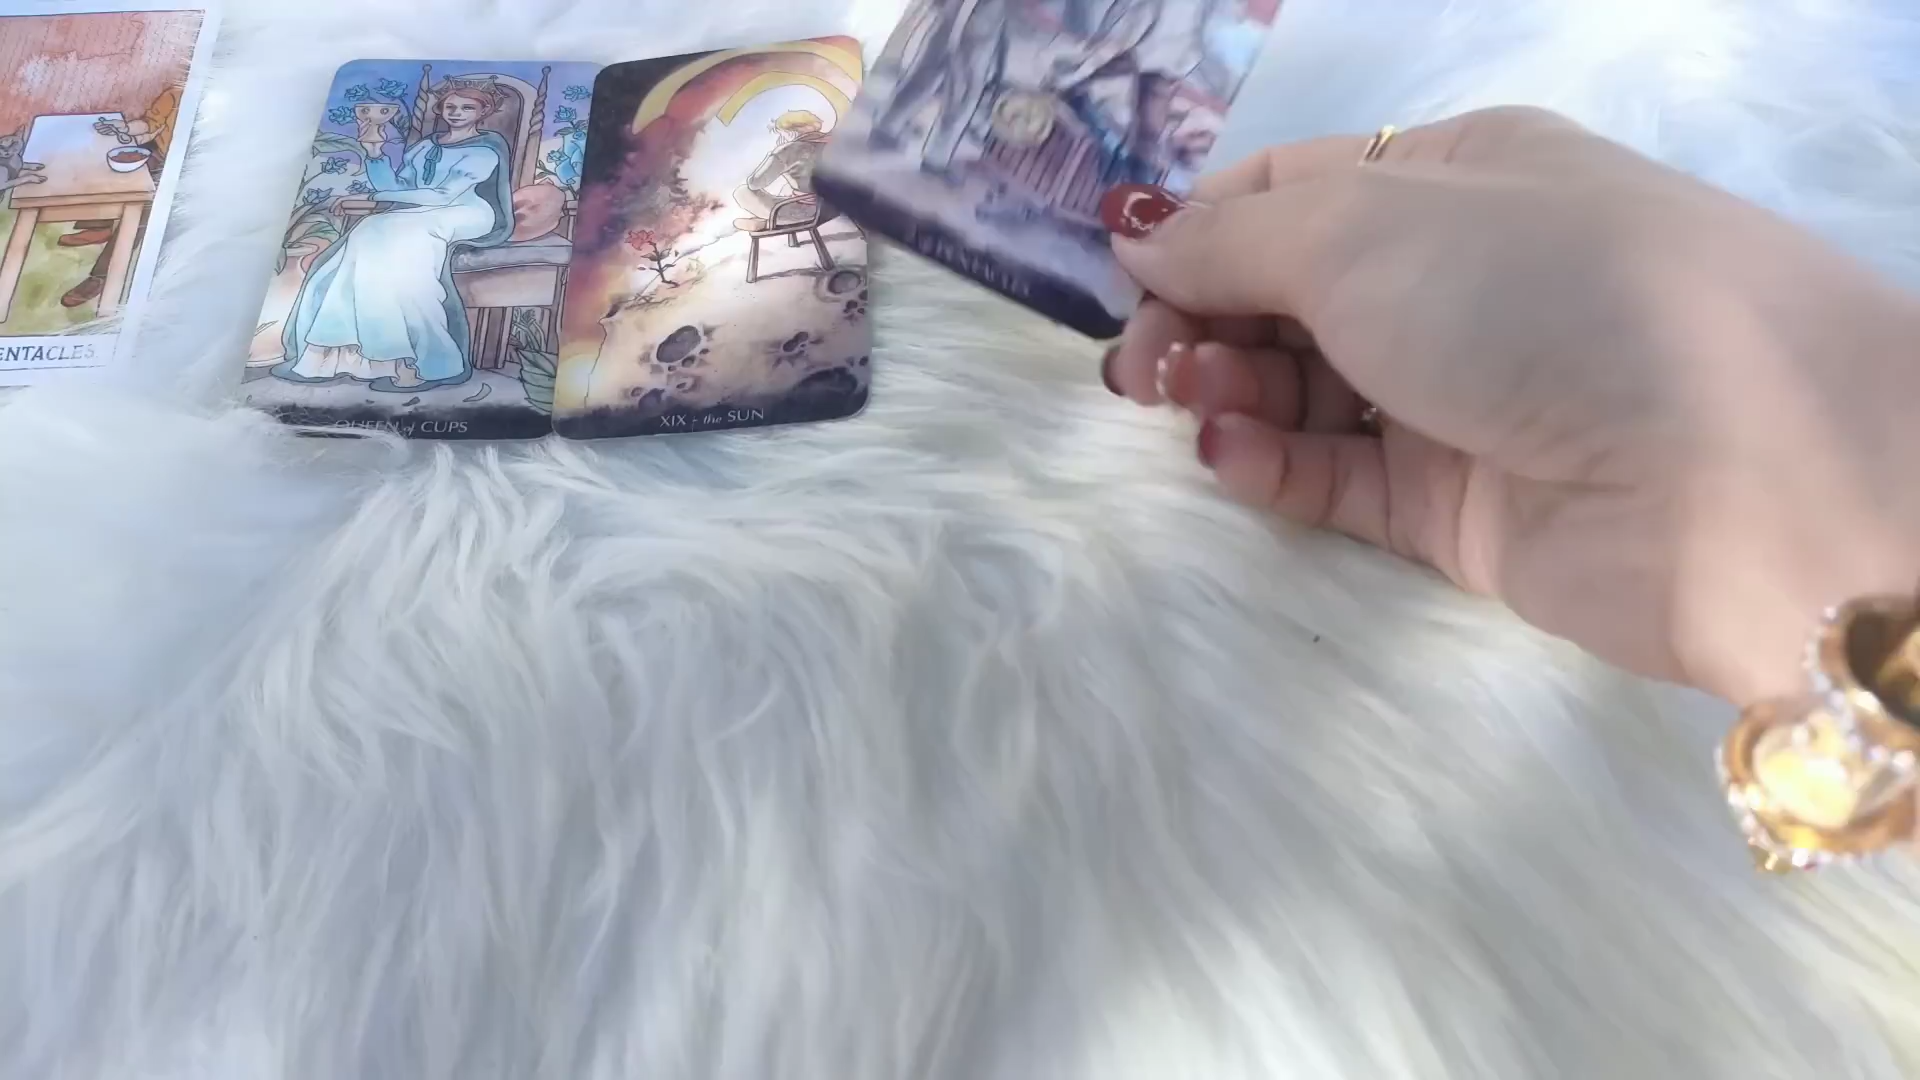 ENTACLES
QUEEN of CUPS
XIX - the SUN